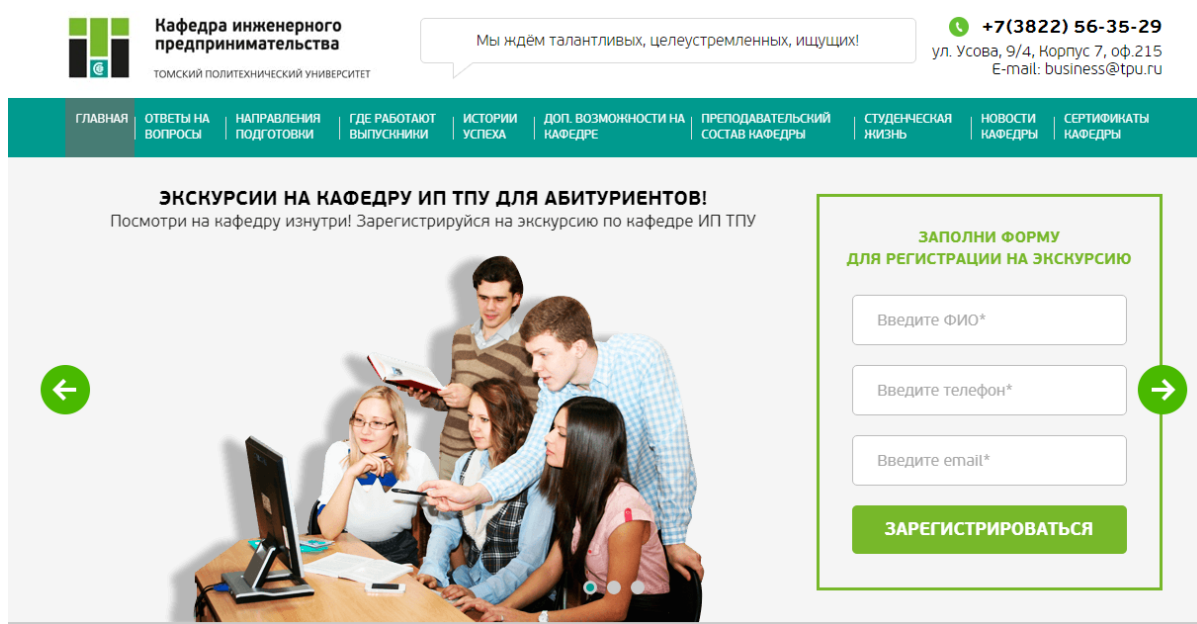 Кафедра инженерного
предпринимательства
ТОМСКИЙ ПОЛИТЕХНИЧЕСКИЙ УНИВЕРСИТЕТ
Мы ждём талантливых, целеустремленных, ищущих!
+7(3822) 56-35-29
ул. Усова, 9/4, Корпус 7, оф.215
E-mail: business@tpu.ru
ГЛАВНАЯ
ОТВЕТЫ НА
ВОПРОСЫ
НАПРАВЛЕНИЯ
ПОДГОТОВКИ
ГДЕ РАБОТАЮТ
ВЫПУСКНИКИ
ИСТОРИИ
УСПЕХА
ДОП. ВОЗМОЖНОСТИ НА
КАФЕДРЕ
ПРЕПОДАВАТЕЛЬСКИЙ
СОСТАВ КАФЕДРЫ
СТУДЕНЧЕСКАЯ
ЖИЗНЬ
НОВОСТИ
КАФЕДРЫ
СЕРТИФИКАТЫ
КАФЕДРЫ
ЭКСКУРСИИ НА КАФЕДРУ ИП ТПУ ДЛЯ АБИТУРИЕНТОВ!
Посмотри на кафедру изнутри! Зарегистрируйся на экскурсию по кафедре ИП ТПУ
ЗАПОЛНИ ФОРМУ
ДЛЯ РЕГИСТРАЦИИ НА ЭКСКУРСИЮ
Введите ФИО*
Введите телефон*
Введите email*
ЗАРЕГИСТРИРОВАТЬСЯ